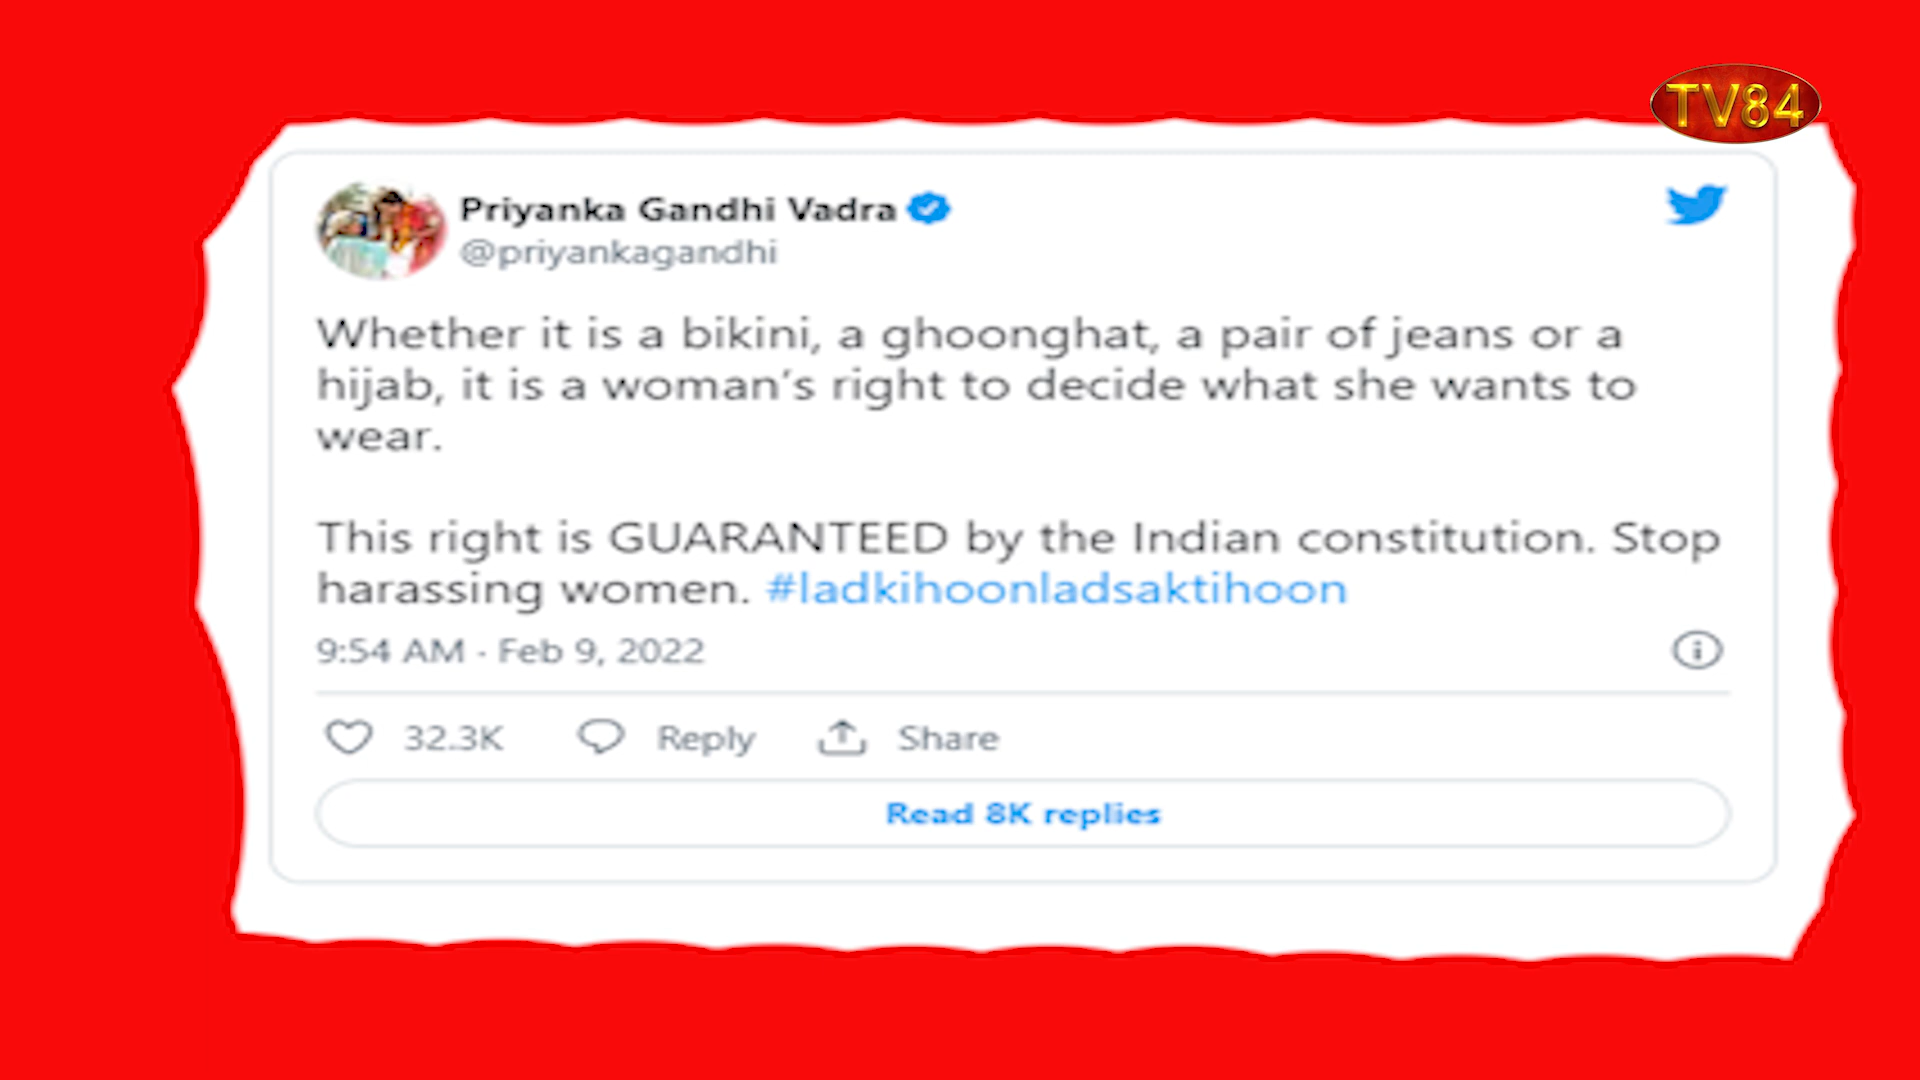 TV84
Priyanka Gandhi Vadra
@priyankagandhi
Whether it is a bikini, a ghoonghat, a pair of jeans or a
hijab, it is a woman's right to decide what she wants to
wear.
This right is GUARANTEED by the Indian constitution. Stop
harassing women. #ladkihoonladsaktihoon
9:54 AM · Feb 9, 2022
32.3K Reply Share
Read 8K replies